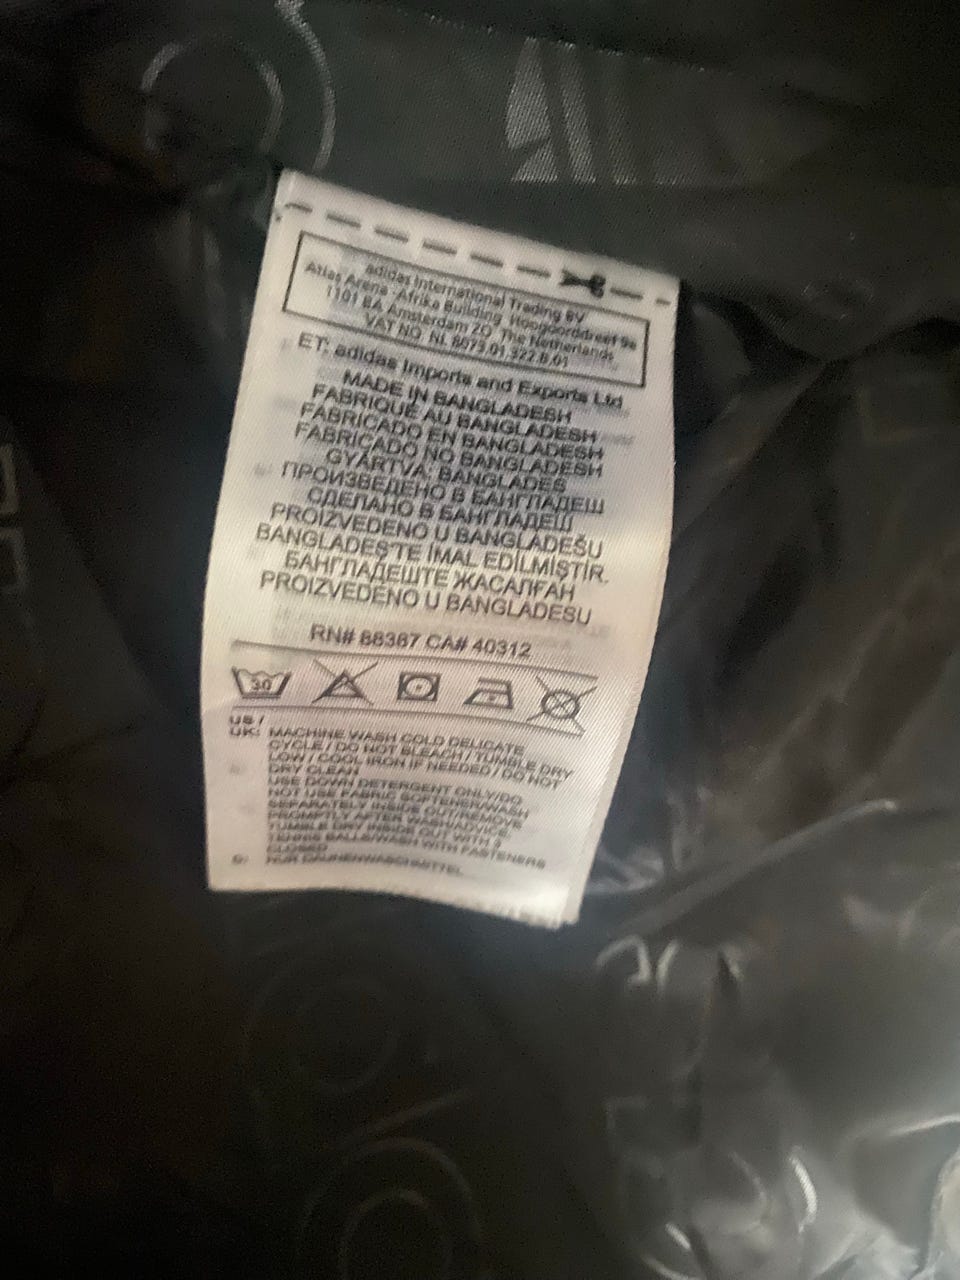 adidas International Trading BV
Atlas Arena Afrika Building, Hoogoorddreef 9a
1101 BA Amsterdam ZO The Netherlands
VAT NO. NL 8073.01.322.B.01
ET: adidas Imports and Exports Ltd
MADE IN BANGLADESH
FABRIQUÉ AU BANGLADESH
FABRICADO EN BANGLADESH
FABRICADO NO BANGLADESH
GYÁRTVA: BANGLADES
ПРОИЗВЕДЕНО В БАНГЛАДЕШ
СДЕЛАНО В БАНГЛАДЕШ
PROIZVEDENO U BANGLADEŠU
BANGLADEŞ'TE İMAL EDİLMİŞTİR.
БАНГЛАДЕШТЕ ЖАСАЛҒАН
PROIZVEDENO U BANGLADESU
RN# 88387 CA# 40312
30
US /
UK: MACHINE WASH COLD DELICATE
CYCLE / DO NOT BLEACH / TUMBLE DRY
LOW / COOL IRON IF NEEDED / DO NOT
DRY CLEAN
USE DOWN DETERGENT ONLY/DO
NOT USE FABRIC SOFTENER/WASH
SEPARATELY INSIDE OUT/REMOVE
PROMPTLY AFTER WASH/ADVICE:
TUMBLE DRY INSIDE OUT WITH 3
TENNIS BALLS/WASH WITH FASTENERS
CLOSED
D: NUR DAUNENWASCHMITTEL